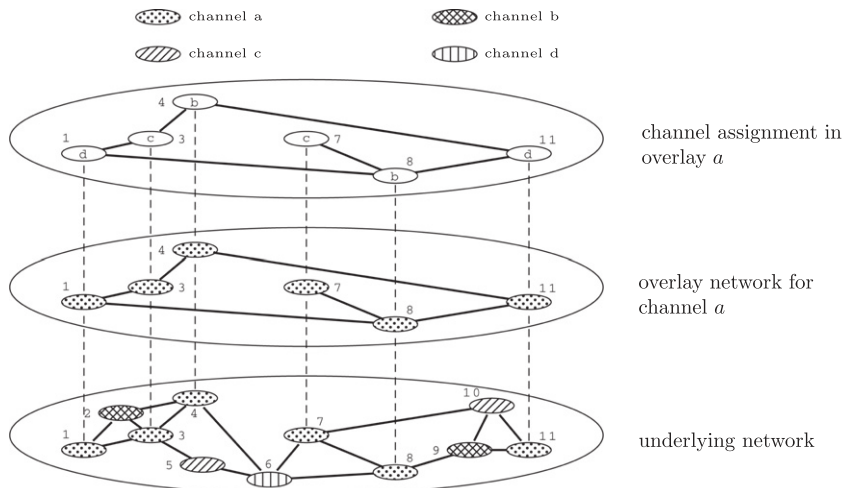 channel a
channel b
channel c
channel d
4 b
1
c 3
c 7
11
d
8
d
b
channel assignment in
overlay a
4
1
3
7
11
8
overlay network for
channel a
10
2
4
7
1
3
9
11
5
6
8
underlying network